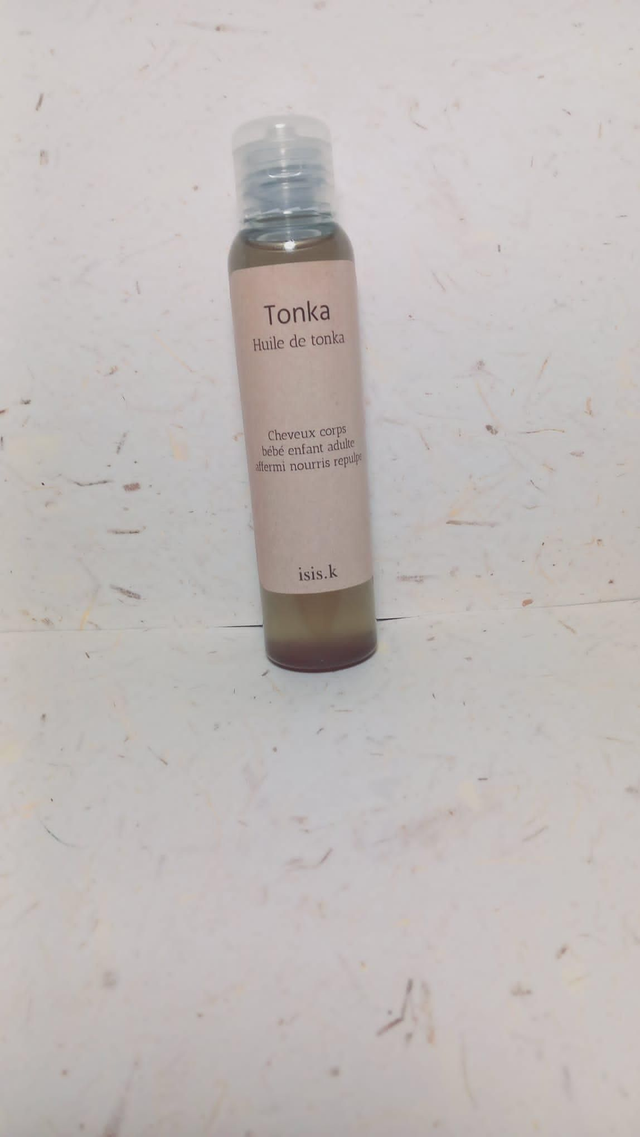 Tonka
Huile de tonka
Cheveux corps
bébé enfant adulte
affermi nourris repulpe
isis.k